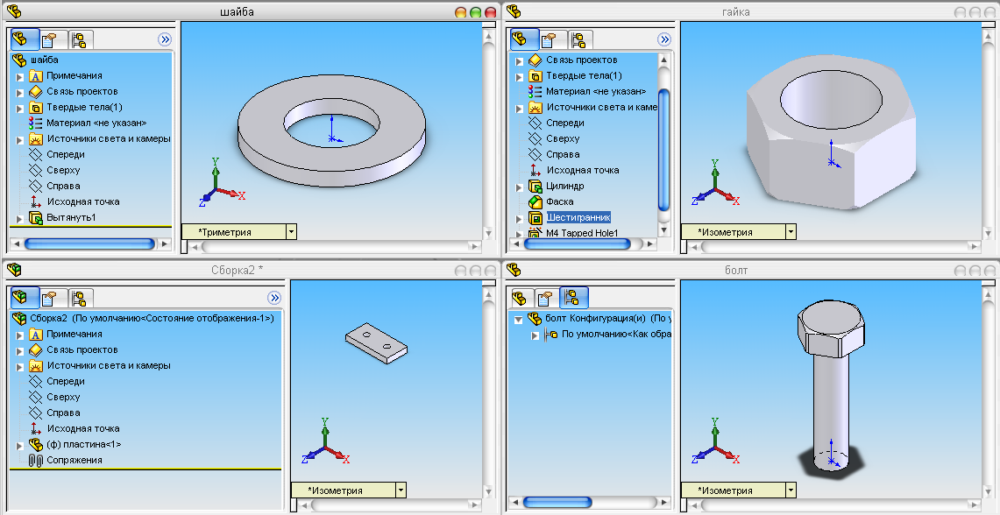 шайба
шайба
A Примечания
Связь проектов
Твердые тела(1)
Материал <не указан>
Источники света и камеры
Спереди
Сверху
Справа
Исходная точка
Вытянуть1
Y
X
Z
*Триметрия
гайка
Связь проектов
Твердые тела(1)
Материал <не указан>
Источники света и каме
Спереди
Сверху
Справа
Исходная точка
Цилиндр
Фаска
Шестигранник
M4 Tapped Hole1
Y
Z X
*Изометрия
Сборка2 *
Сборка2 (По умолчанию<Состояние отображения-1>)
A Примечания
Связь проектов
Источники света и камеры
Спереди
Сверху
Справа
Исходная точка
(ф) пластина<1>
Сопряжения
Y
Z X
*Изометрия
болт
болт Конфигурация(и) (По у
По умолчанию<Как обра
Y
Z X
*Изометрия